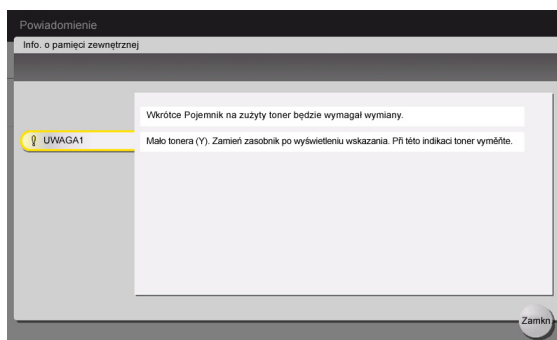 Powiadomienie
Info. o pamięci zewnętrznej
Wkrótce Pojemnik na zużyty toner będzie wymagał wymiany.
UWAGA1
Mało tonera (Y). Zamień zasobnik po wyświetleniu wskazania. Při této indikaci toner vyměňte.
Zamkn